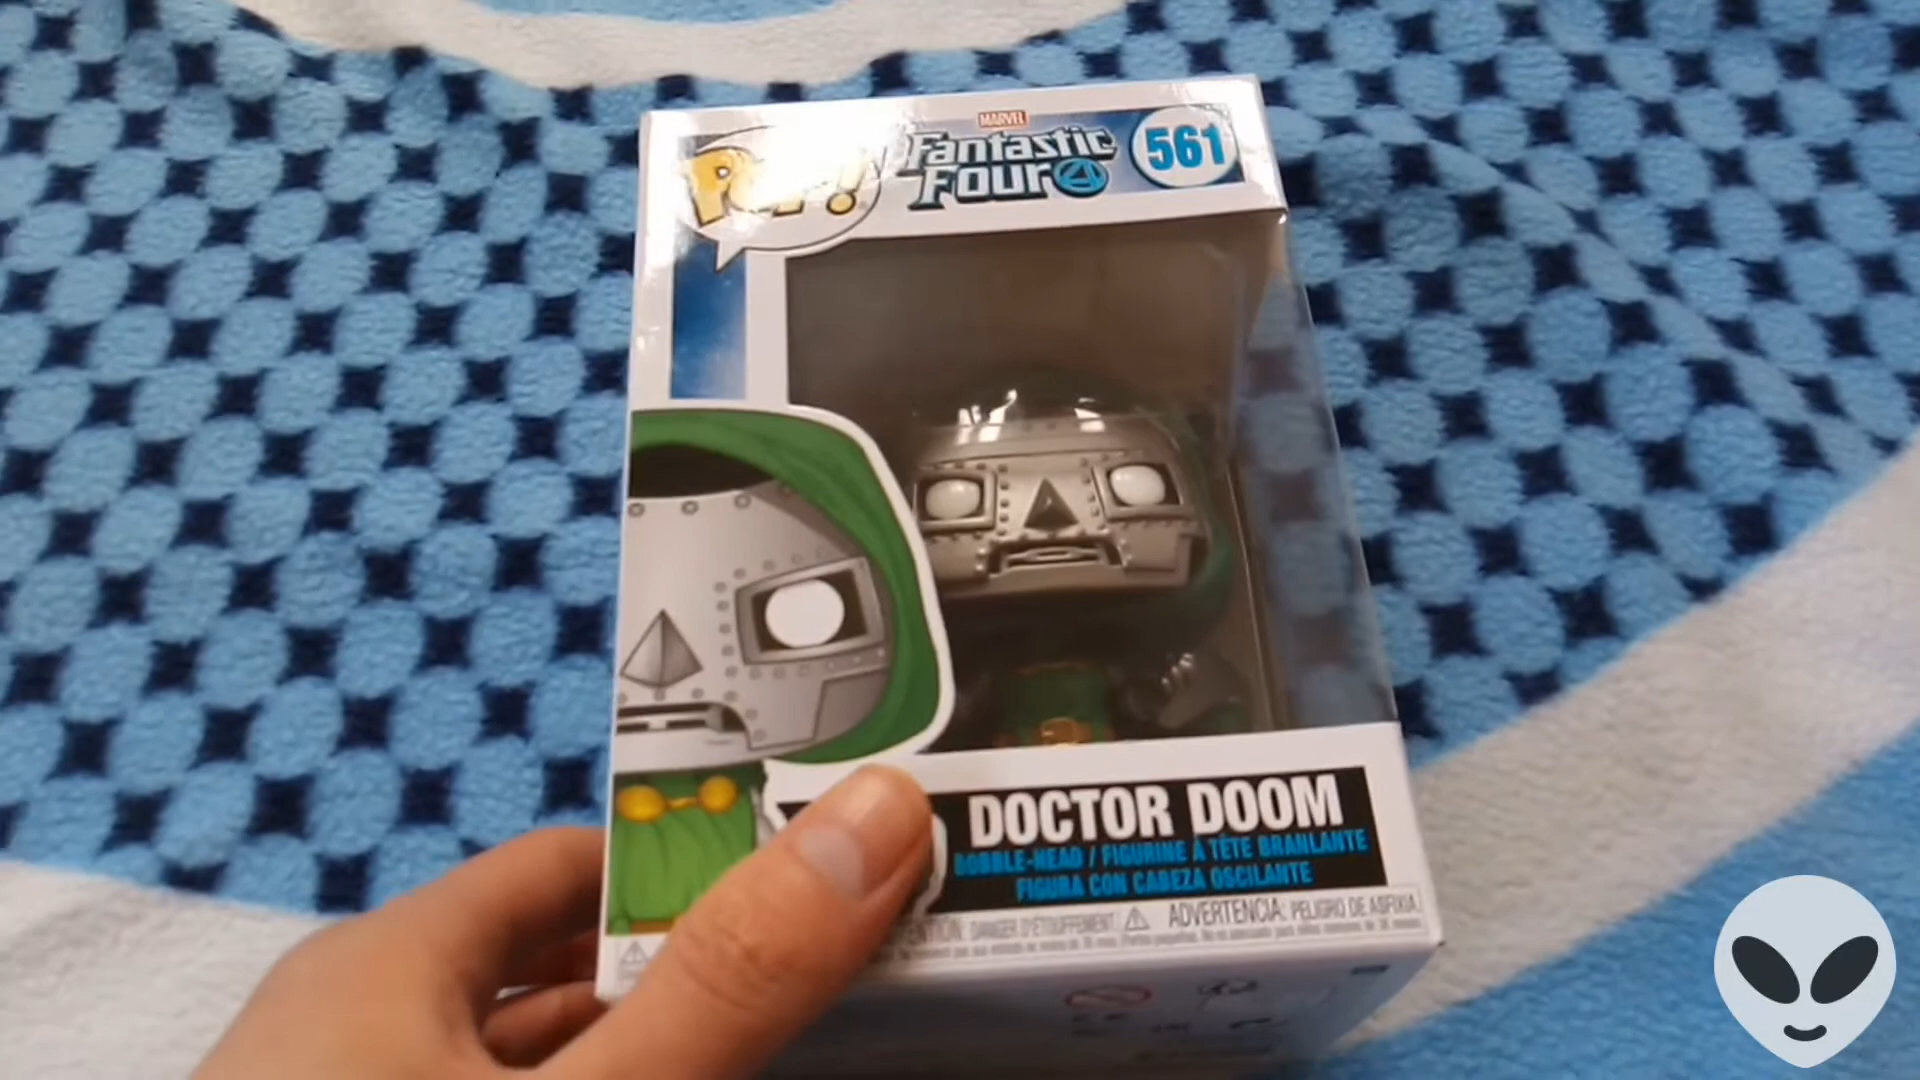 MARVEL
POP!
Fantastic
Four 4
561
DOCTOR DOOM
BOBBLE-HEAD / FIGURINE À TÊTE BRANLANTE
FIGURA CON CABEZA OSCILANTE
DANGER D'ÉTOUFFEMENT. ADVERTENCIA: PELIGRO DE ASFIXIA.